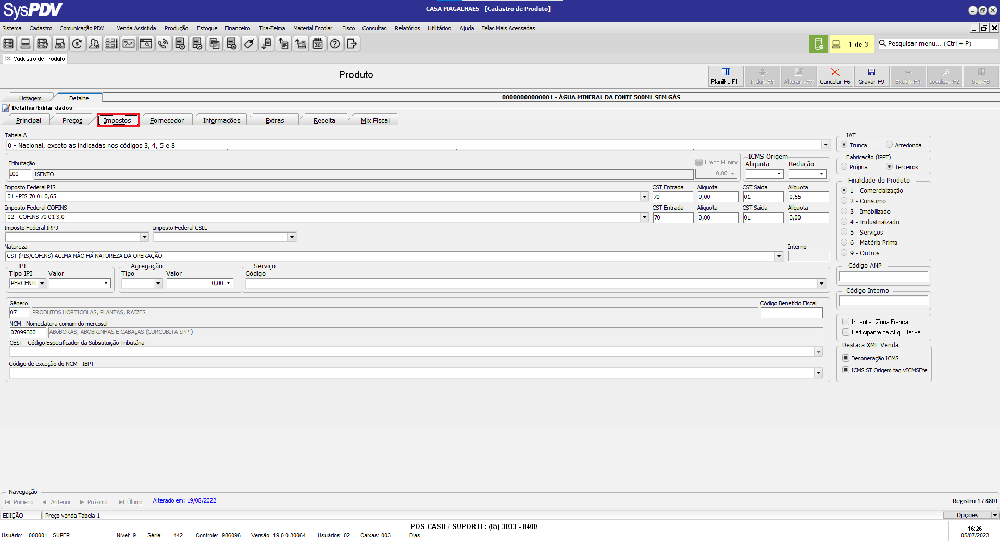 SysPDV
CASA MAGALHAES - [Cadastro de Produto]
Sistema Cadastro Comunicação PDV Venda Assistida Produção Estoque Financeiro Tira-Teima Material Escolar Fisco Consultas Relatórios Utilitários Ajuda Telas Mais Acessadas
30 1 de 3 Pesquisar menu... (Ctrl + P)
Cadastro de Produto
Produto
Planilha-F11 Incluir-F5 Alterar - F7 Cancelar-F6 Gravar-F9 Excluir-F4 Localizar-F2 Sair-F8
Listagem Detalhe 00000000000001 - ÁGUA MINERAL DA FONTE 500ML SEM GÁS
Detalhar/Editar dados
Principal Preços Impostos Fornecedor Informações Extras Receita Mix Fiscal
Tabela A
0 - Nacional, exceto as indicadas nos códigos 3, 4, 5 e 8
Tributação Preço Mínimo
I00 ISENTO 0,00
ICMS Origem
Aliquota Redução
Imposto Federal PIS CST Entrada Alíquota CST Saída Alíquota
01 - PIS 70 01 0,65 70 0,00 01 0,65
Imposto Federal COFINS CST Entrada Alíquota CST Saída Alíquota
02 - COFINS 70 01 3,0 70 0,00 01 3,00
Imposto Federal IRPJ Imposto Federal CSLL
Natureza Interno
CST (PIS/COFINS) ACIMA NÃO HÁ NATUREZA DA OPERAÇÃO
IPI Agregação Serviço
Tipo IPI Valor Tipo Valor Código
PERCENTU 0,00
Gênero Código Benefício Fiscal
07 PRODUTOS HORTICOLAS, PLANTAS, RAIZES
NCM - Nomeclatura comum do mercosul
07099300 ABóBORAS, ABOBRINHAS E CABAçAS (CURCUBITA SPP.)
CEST - Código Especificador da Substituição Tributária
Código de exceção do NCM - IBPT
IAT
Trunca Arredonda
Fabricação (IPPT)
Própria Terceiros
Finalidade do Produto
1 - Comercialização
2 - Consumo
3 - Imobilizado
4 - Industrializado
5 - Serviços
6 - Matéria Prima
9 - Outros
Código ANP
Código Interno
Incentivo Zona Franca
Participante de Alíq. Efetiva
Destaca XML Venda
Desoneração ICMS
ICMS ST Origem tag vICMSEfe
Navegação
Primeiro Anterior Próximo Último Alterado em: 19/08/2022 Registro 1 / 8801
EDIÇÃO Preço venda Tabela 1 Opções
POS CASH / SUPORTE: (85) 3033 - 8400
Usuário: 000001 - SUPER Nível: 9 Série: 442 Controle: 986096 Versão: 19.0.0.30064 Usuários: 02 Caixas: 003 Dias:
16:26
05/07/2023